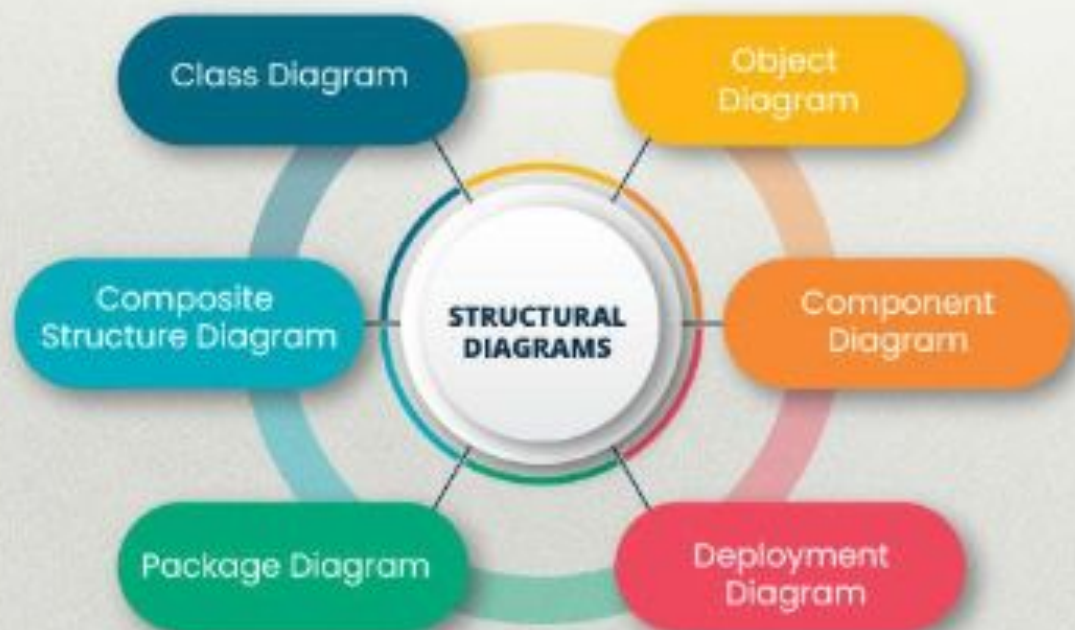 Class Diagram
Object
Diagram
Composite
Structure Diagram
STRUCTURAL
DIAGRAMS
Component
Diagram
Package Diagram
Deployment
Diagram